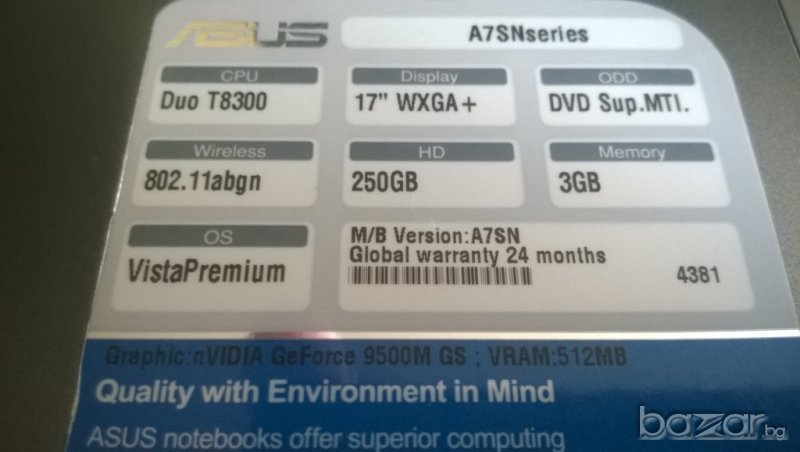 ASUS A7SNseries
CPU Display ODD
Duo T8300 17" WXGA+ DVD Sup.MTI.
Wireless HD Memory
802.11abgn 250GB 3GB
OS
VistaPremium
M/B Version:A7SN
Global warranty 24 months
4381
Graphic:nVIDIA GeForce 9500M GS ; VRAM:512MB
Quality with Environment in Mind
ASUS notebooks offer superior computing
bazar.bg